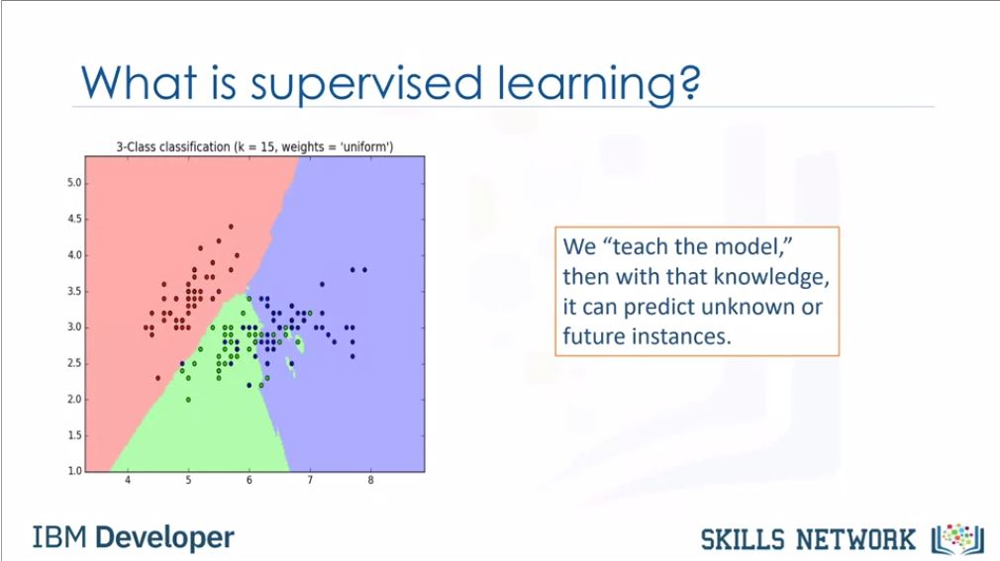 What is supervised learning?
3-Class classification (k = 15, weights = 'uniform')
5.0
4.5
4.0
3.5
3.0
2.5
2.0
1.5
1.0
4
5
6
7
8
We “teach the model,”
then with that knowledge,
it can predict unknown or
future instances.
IBM Developer
SKILLS NETWORK